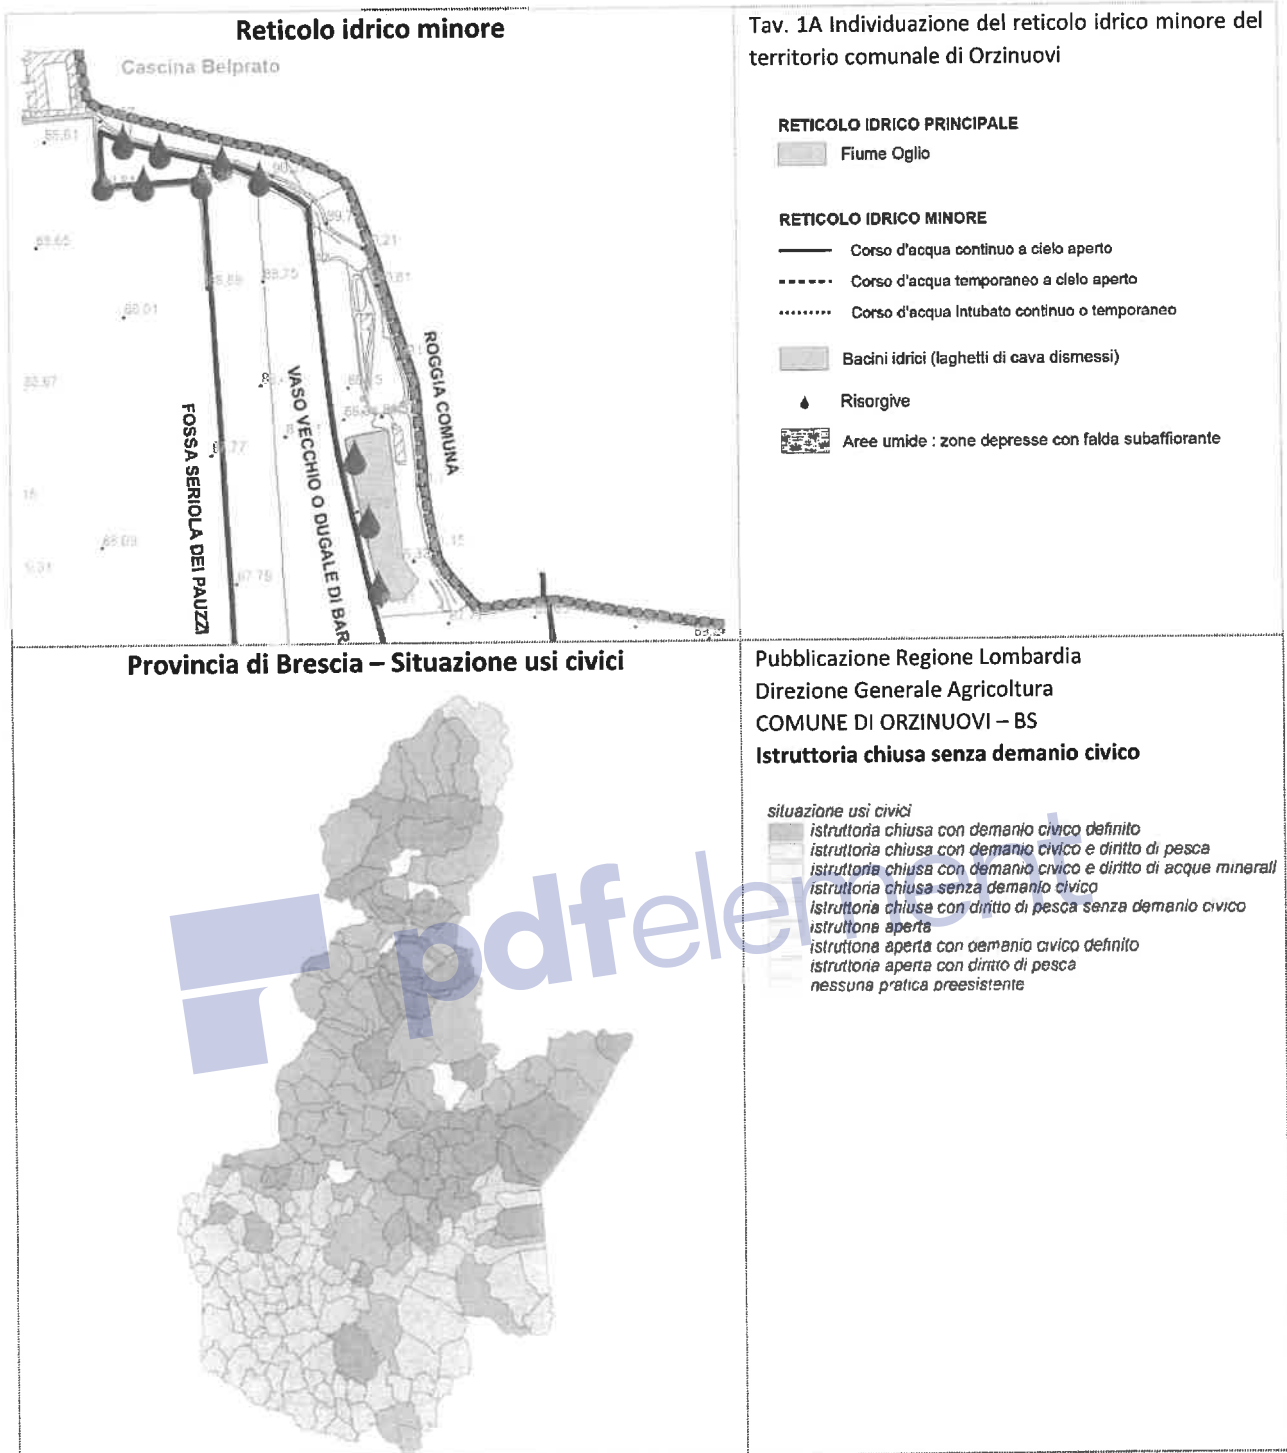 Reticolo idrico minore
Cascina Belprato
FOSSA SERIOLA DEI PAUZZI
VASO VECCHIO O DUGALE DI BAR
ROGGIA COMUNA
Tav. 1A Individuazione del reticolo idrico minore del
territorio comunale di Orzinuovi
RETICOLO IDRICO PRINCIPALE
Fiume Oglio
RETICOLO IDRICO MINORE
Corso d'acqua continuo a cielo aperto
Corso d'acqua temporaneo a cielo aperto
Corso d'acqua Intubato continuo o temporaneo
Bacini idrici (laghetti di cava dismessi)
Risorgive
Aree umide : zone depresse con falda subaffiorante
Provincia di Brescia – Situazione usi civici
Pubblicazione Regione Lombardia
Direzione Generale Agricoltura
COMUNE DI ORZINUOVI – BS
Istruttoria chiusa senza demanio civico
situazione usi civici
istruttoria chiusa con demanio civico definito
istruttoria chiusa con demanio civico e diritto di pesca
istruttoria chiusa con demanio civico e diritto di acque minerali
istruttoria chiusa senza demanio civico
istruttoria chiusa con diritto di pesca senza demanio civico
istruttoria aperta
istruttoria aperta con demanio civico definito
istruttoria aperta con diritto di pesca
nessuna pratica preesistente
pdfelement